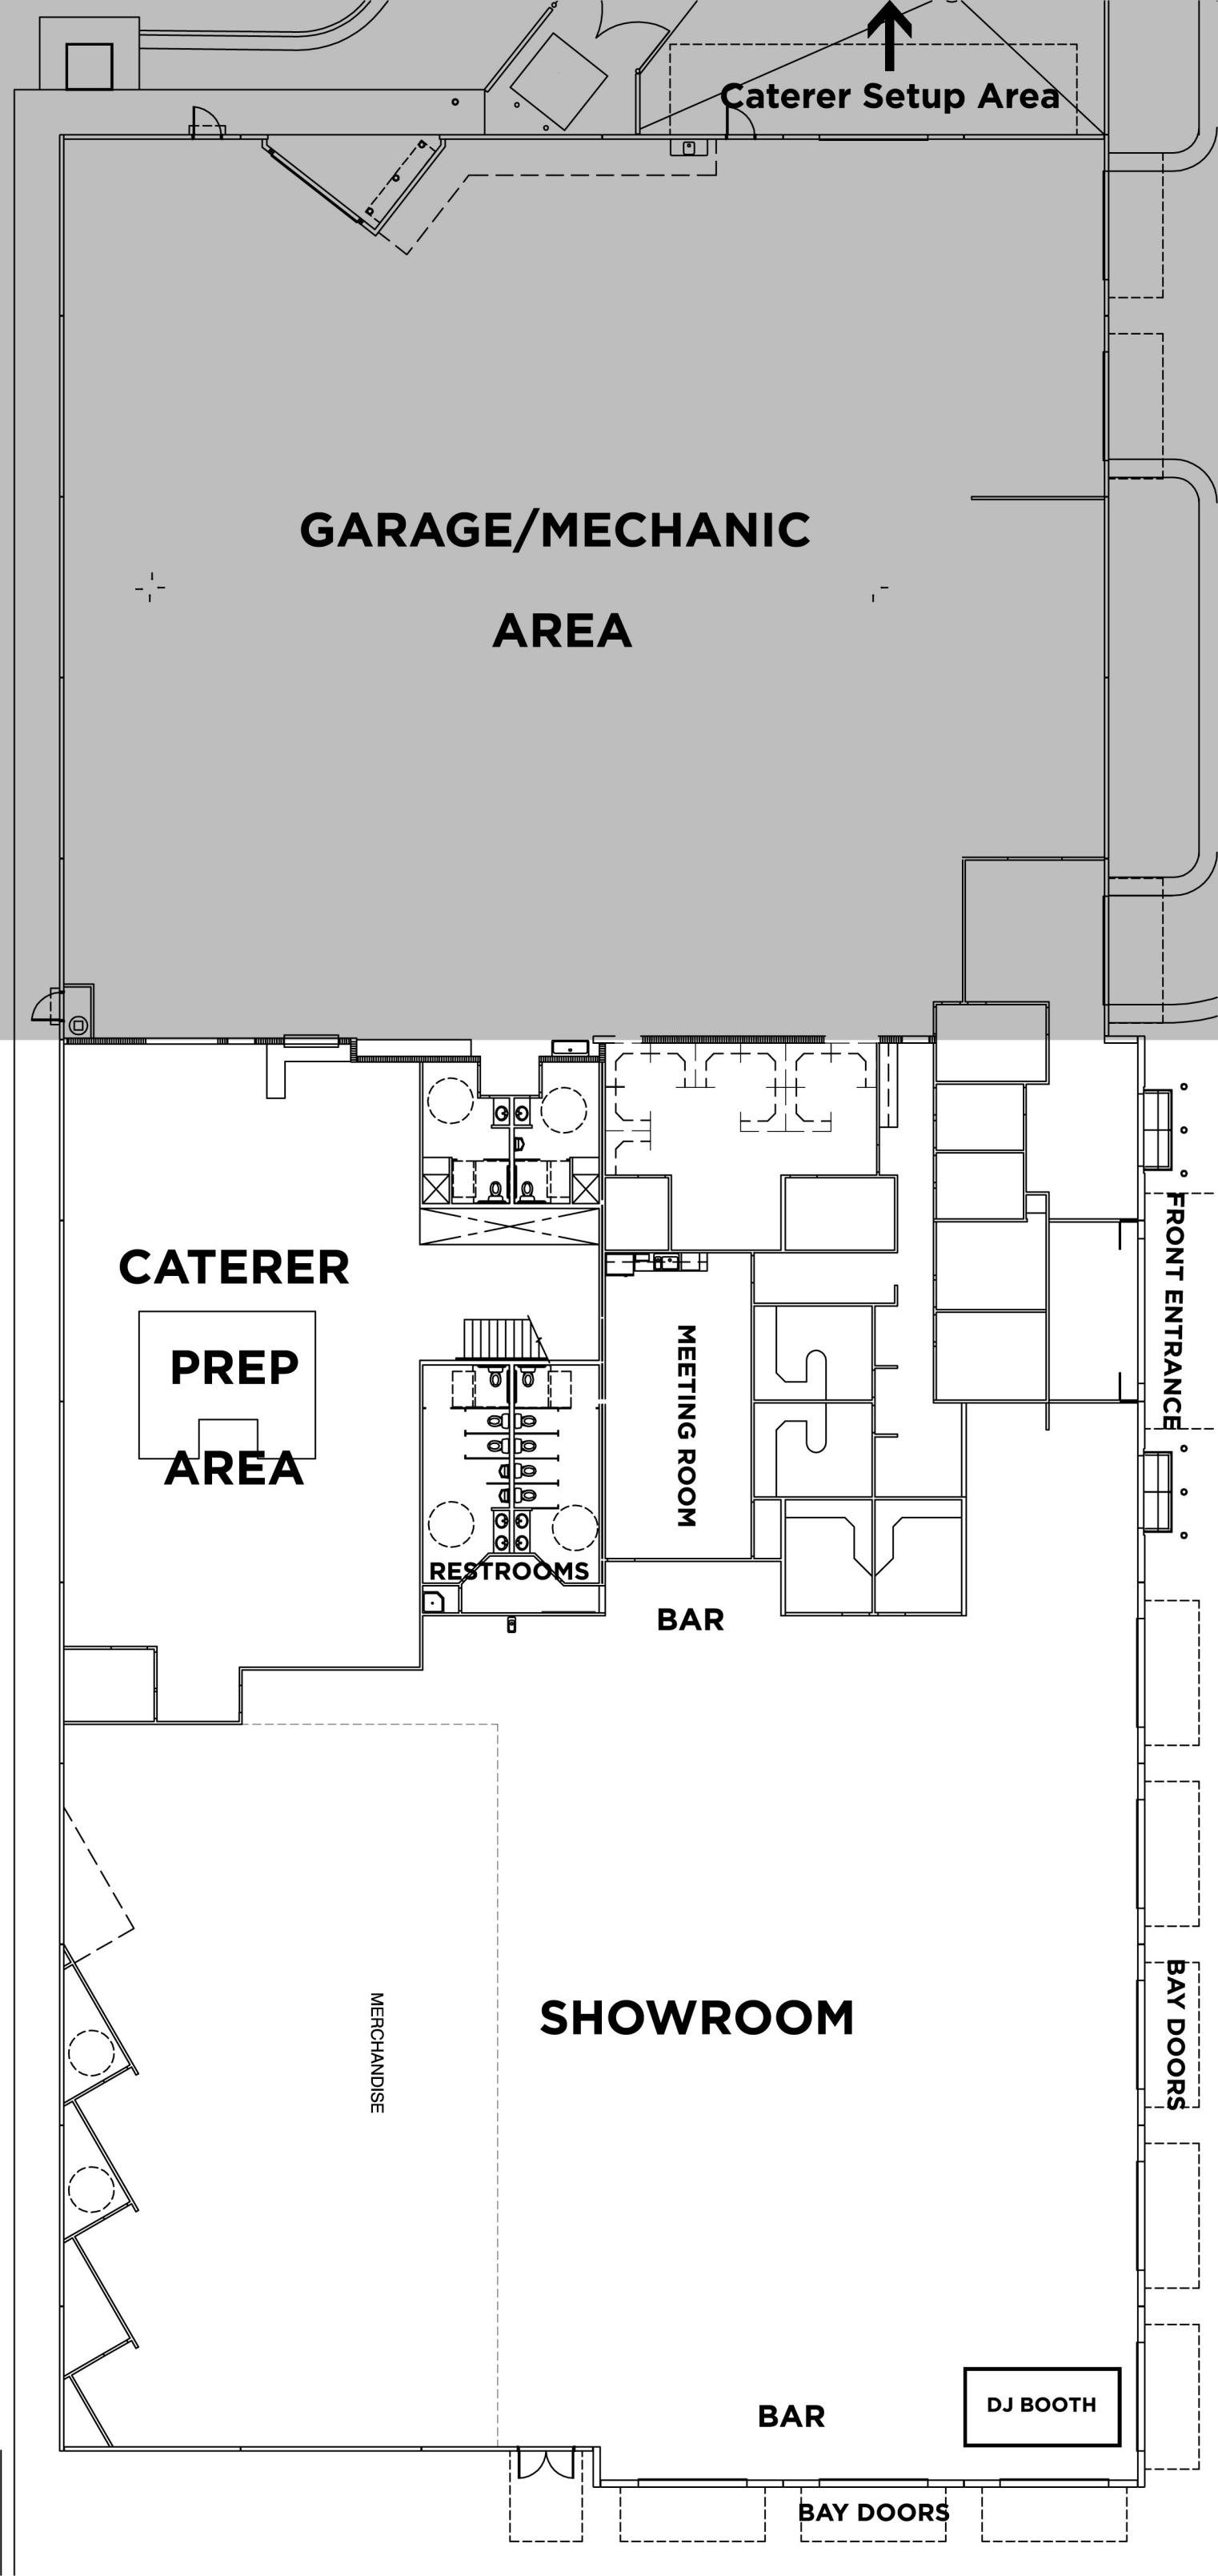 Caterer Setup Area
GARAGE/MECHANIC
AREA
CATERER
PREP
AREA
FRONT ENTRANCE
MEETING ROOM
RESTROOMS
BAR
MERCHANDISE
SHOWROOM
BAY DOORS
DJ BOOTH
BAR
BAY DOORS